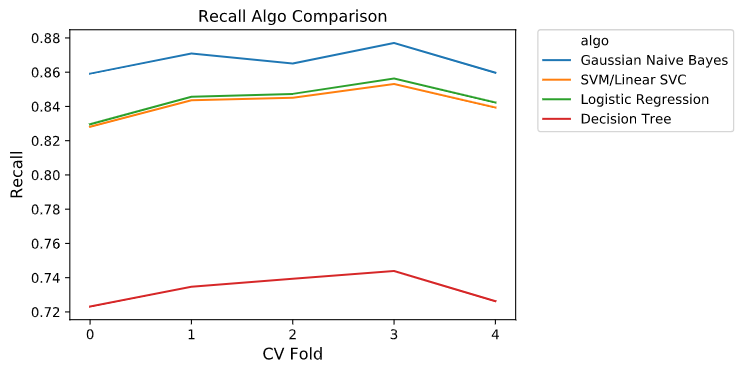 Recall Algo Comparison
0.88
0.86
0.84
0.82
0.80
0.78
0.76
0.74
0.72
Recall
0 1 2 3 4
CV Fold
algo
Gaussian Naive Bayes
SVM/Linear SVC
Logistic Regression
Decision Tree